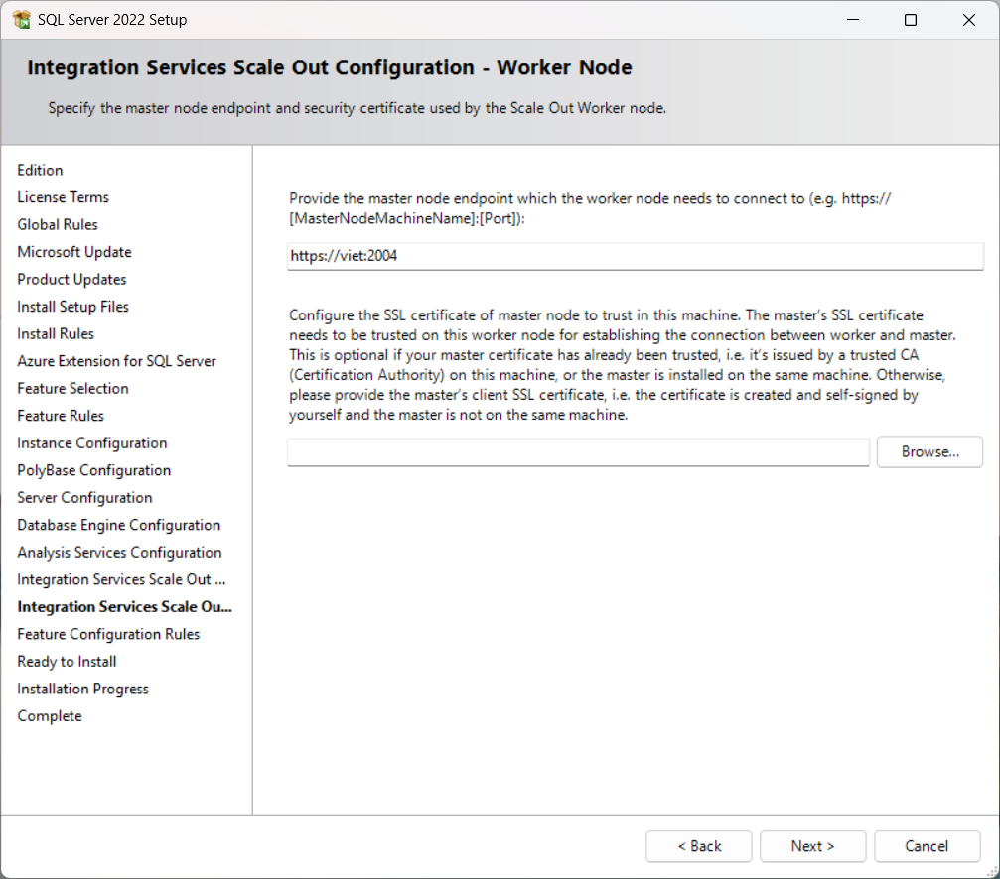 SQL Server 2022 Setup
Integration Services Scale Out Configuration - Worker Node
Specify the master node endpoint and security certificate used by the Scale Out Worker node.
Edition
License Terms
Global Rules
Microsoft Update
Product Updates
Install Setup Files
Install Rules
Azure Extension for SQL Server
Feature Selection
Feature Rules
Instance Configuration
PolyBase Configuration
Server Configuration
Database Engine Configuration
Analysis Services Configuration
Integration Services Scale Out ...
Integration Services Scale Ou...
Feature Configuration Rules
Ready to Install
Installation Progress
Complete
Provide the master node endpoint which the worker node needs to connect to (e.g. https://
[MasterNodeMachineName]:[Port]):
https://viet:2004
Configure the SSL certificate of master node to trust in this machine. The master's SSL certificate
needs to be trusted on this worker node for establishing the connection between worker and master.
This is optional if your master certificate has already been trusted, i.e. it's issued by a trusted CA
(Certification Authority) on this machine, or the master is installed on the same machine. Otherwise,
please provide the master's client SSL certificate, i.e. the certificate is created and self-signed by
yourself and the master is not on the same machine.
Browse...
< Back
Next >
Cancel